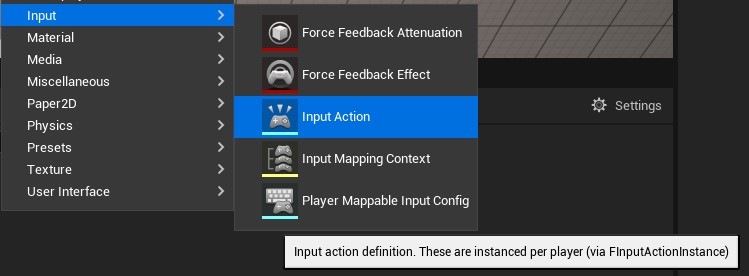 Input
Material
Media
Miscellaneous
Paper2D
Physics
Presets
Texture
User Interface
Force Feedback Attenuation
Force Feedback Effect
Input Action
Input Mapping Context
Player Mappable Input Config
Settings
Input action definition. These are instanced per player (via FInputActionInstance)